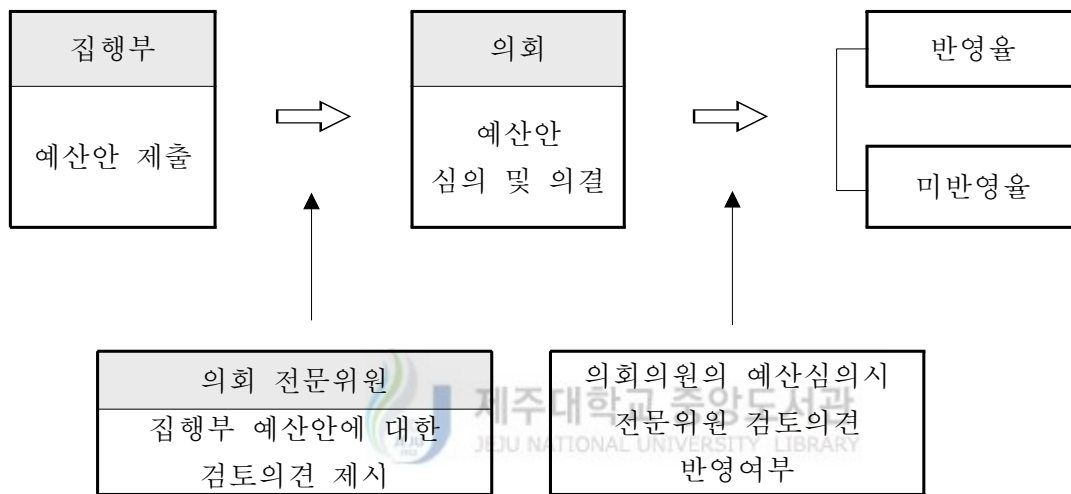 집행부
예산안 제출
의회
예산안
심의 및 의결
반영율
미반영율
의회 전문위원
집행부 예산안에 대한
검토의견 제시
의회의원의 예산심의시
전문위원 검토의견
반영여부
제주대학교 중앙도서관
JEJU NATIONAL UNIVERSITY LIBRARY
JEJU
1952